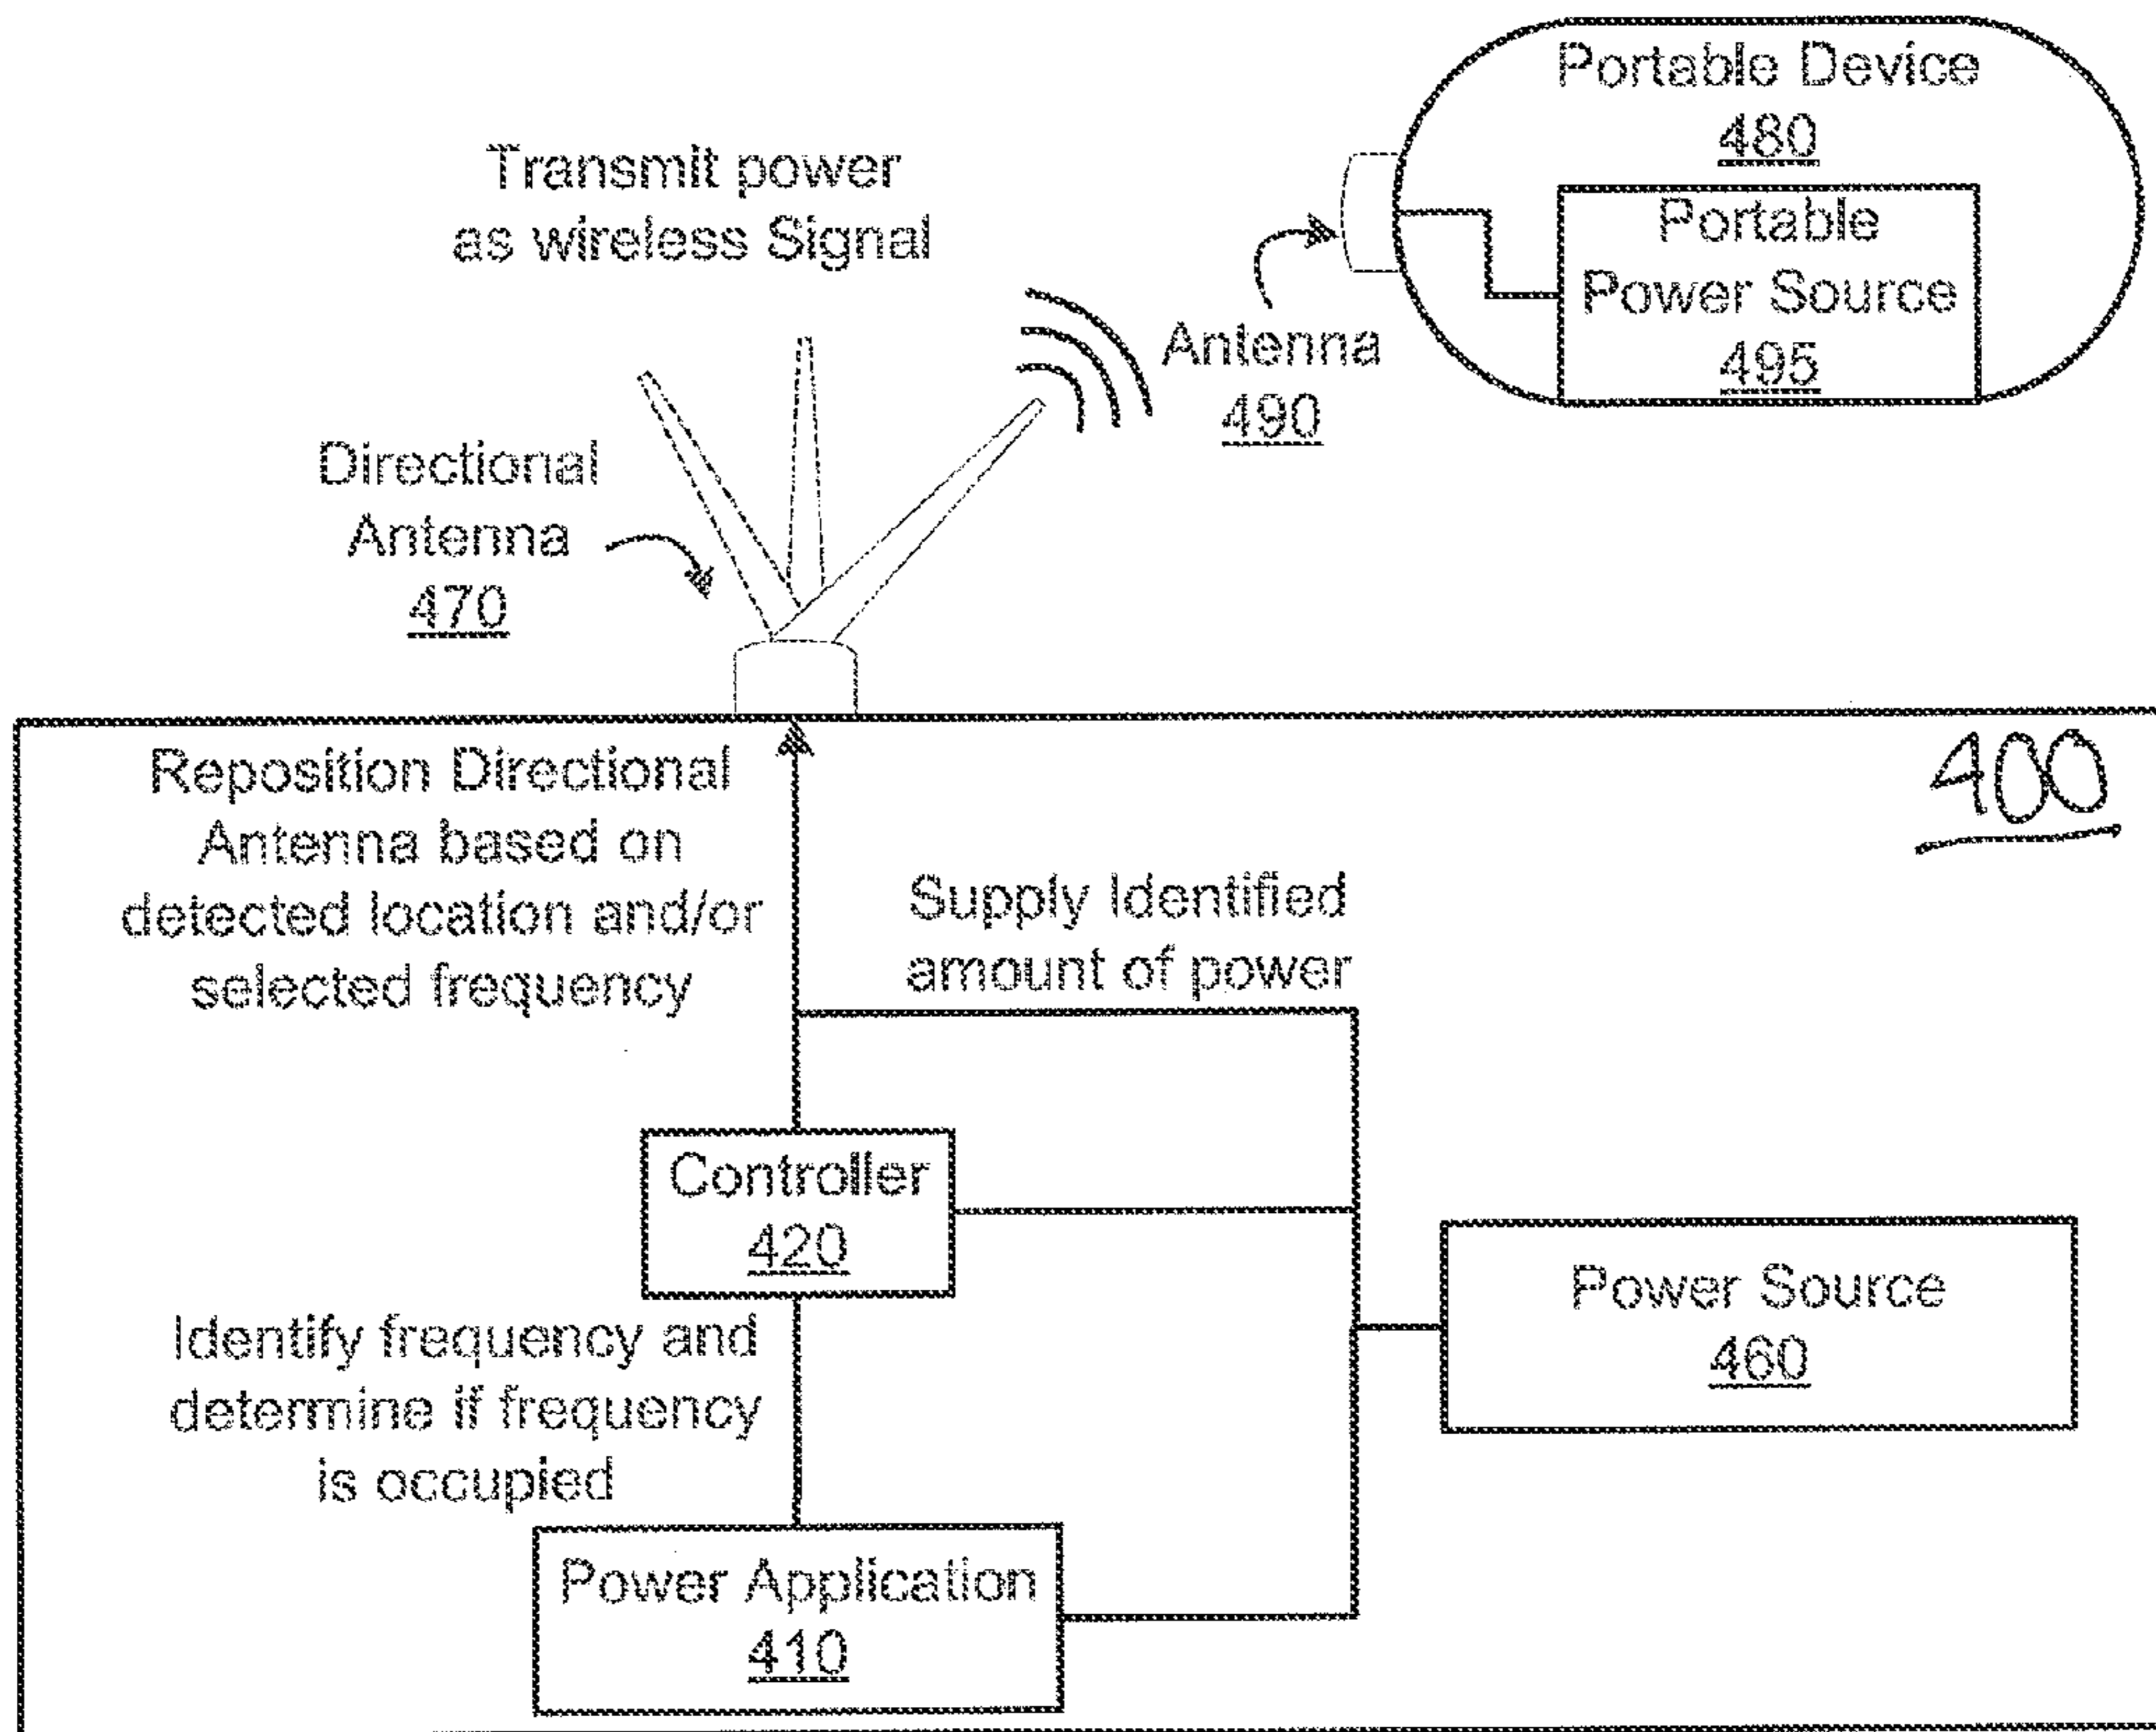 Portable Device
480
Portable
Power Source
495
Transmit power
as wireless Signal
Antenna
490
Directional
Antenna
470
400
Reposition Directional
Antenna based on
detected location and/or
selected frequency
Supply Identified
amount of power
Controller
420
Power Source
460
Identify frequency and
determine if frequency
is occupied
Power Application
410